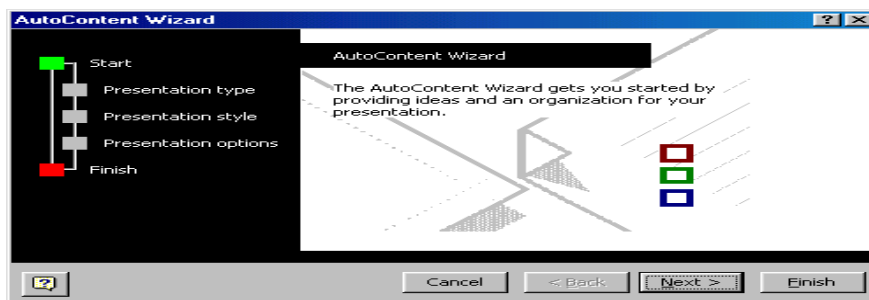 AutoContent Wizard
Start
Presentation type
Presentation style
Presentation options
Finish
AutoContent Wizard
The AutoContent Wizard gets you started by
providing ideas and an organization for your
presentation.
Cancel
< Back
Next >
Finish